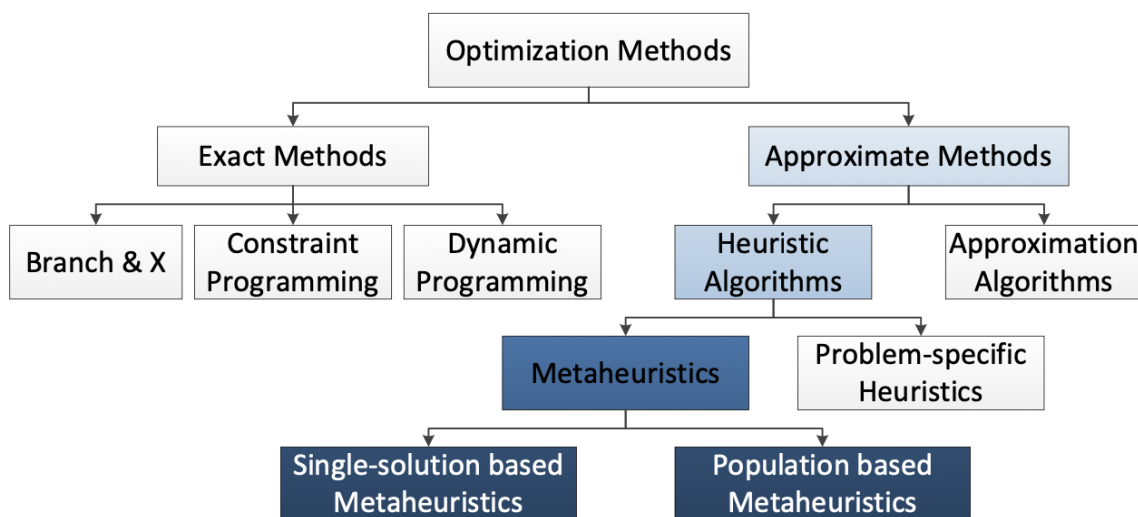 Optimization Methods
Exact Methods
Approximate Methods
Branch & X
Constraint
Programming
Dynamic
Programming
Heuristic
Algorithms
Approximation
Algorithms
Metaheuristics
Problem-specific
Heuristics
Single-solution based
Metaheuristics
Population based
Metaheuristics